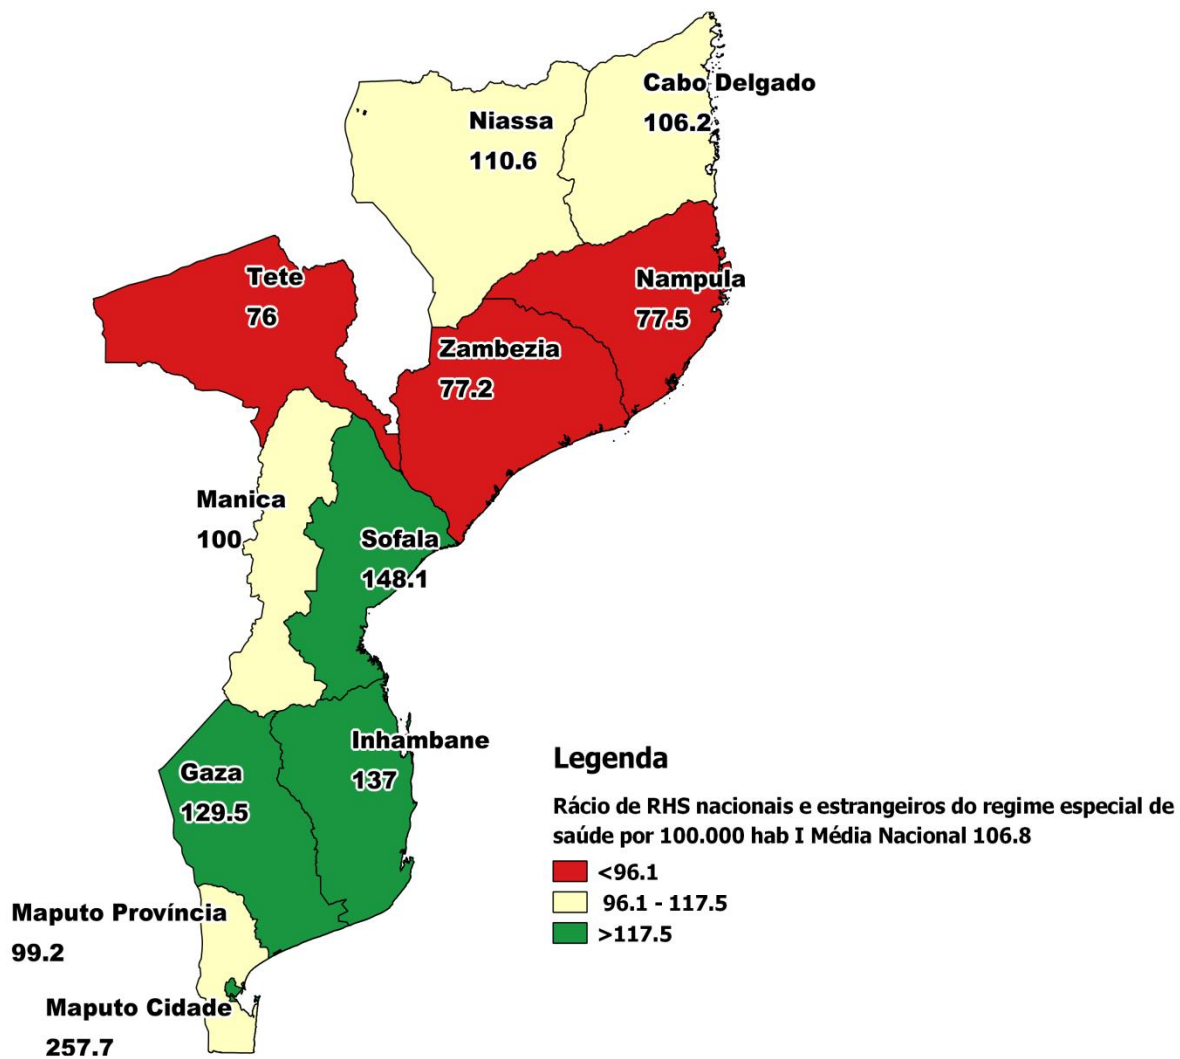 Cabo Delgado
106.2
Niassa
110.6
Tete
76
Nampula
77.5
Zambezia
77.2
Manica
100
Sofala
148.1
Inhambane
137
Gaza
129.5
Legenda
Rácio de RHS nacionais e estrangeiros do regime especial de
saúde por 100.000 hab I Média Nacional 106.8
<96.1
96.1 - 117.5
>117.5
Maputo Província
99.2
Maputo Cidade
257.7